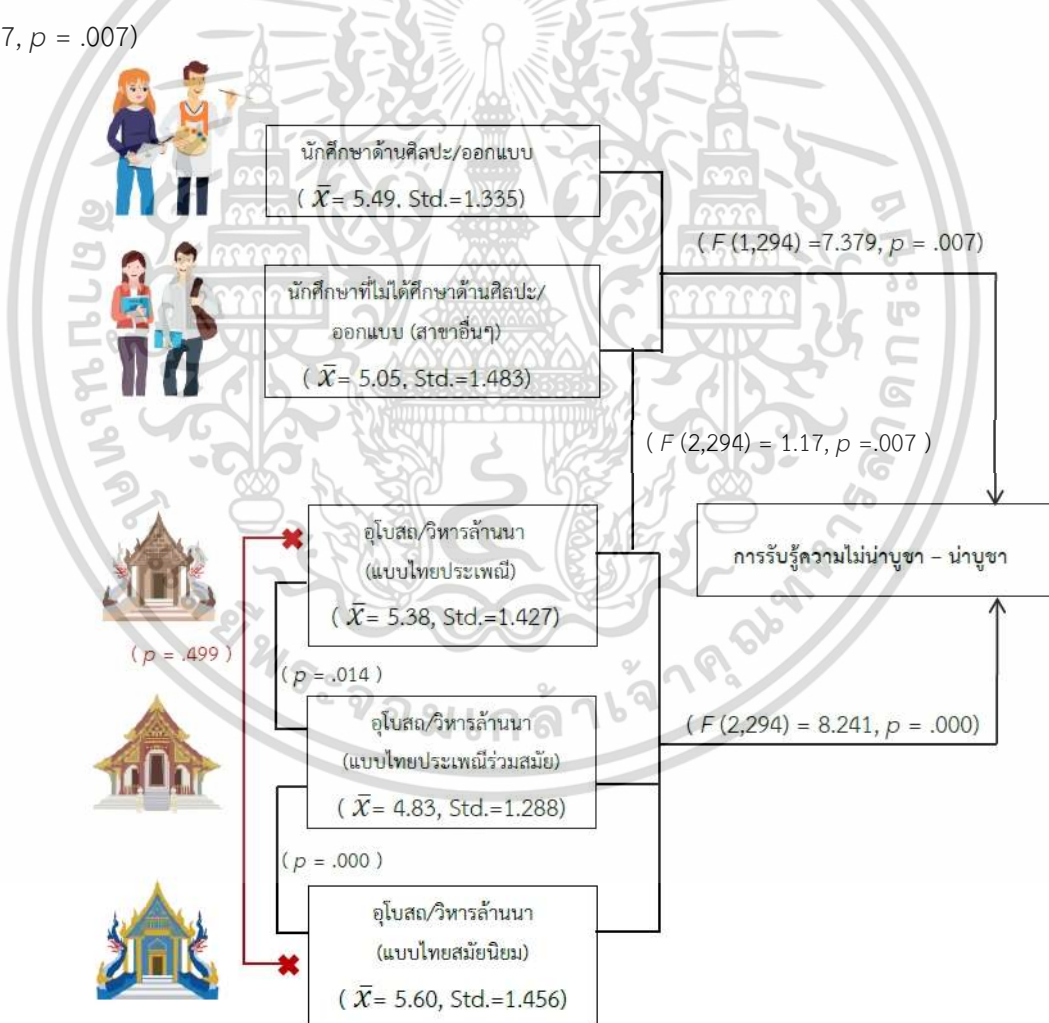 7, p = .007)
นักศึกษาด้านศิลปะ/ออกแบบ
( x̄ = 5.49, Std.=1.335)
( F (1,294) =7.379, p = .007)
นักศึกษาที่ไม่ได้ศึกษาด้านศิลปะ/
ออกแบบ (สาขาอื่นๆ)
( x̄ = 5.05, Std.=1.483)
( F (2,294) = 1.17, p =.007 )
อุโบสถ/วิหารล้านนา
(แบบไทยประเพณี)
( x̄ = 5.38, Std.=1.427)
การรับรู้ความไม่น่าบูชา – น่าบูชา
( p = .499 )
( p = .014 )
อุโบสถ/วิหารล้านนา
(แบบไทยประเพณีร่วมสมัย)
( x̄ = 4.83, Std.=1.288)
( F (2,294) = 8.241, p = .000)
( p = .000 )
อุโบสถ/วิหารล้านนา
(แบบไทยสมัยนิยม)
( x̄ = 5.60, Std.=1.456)